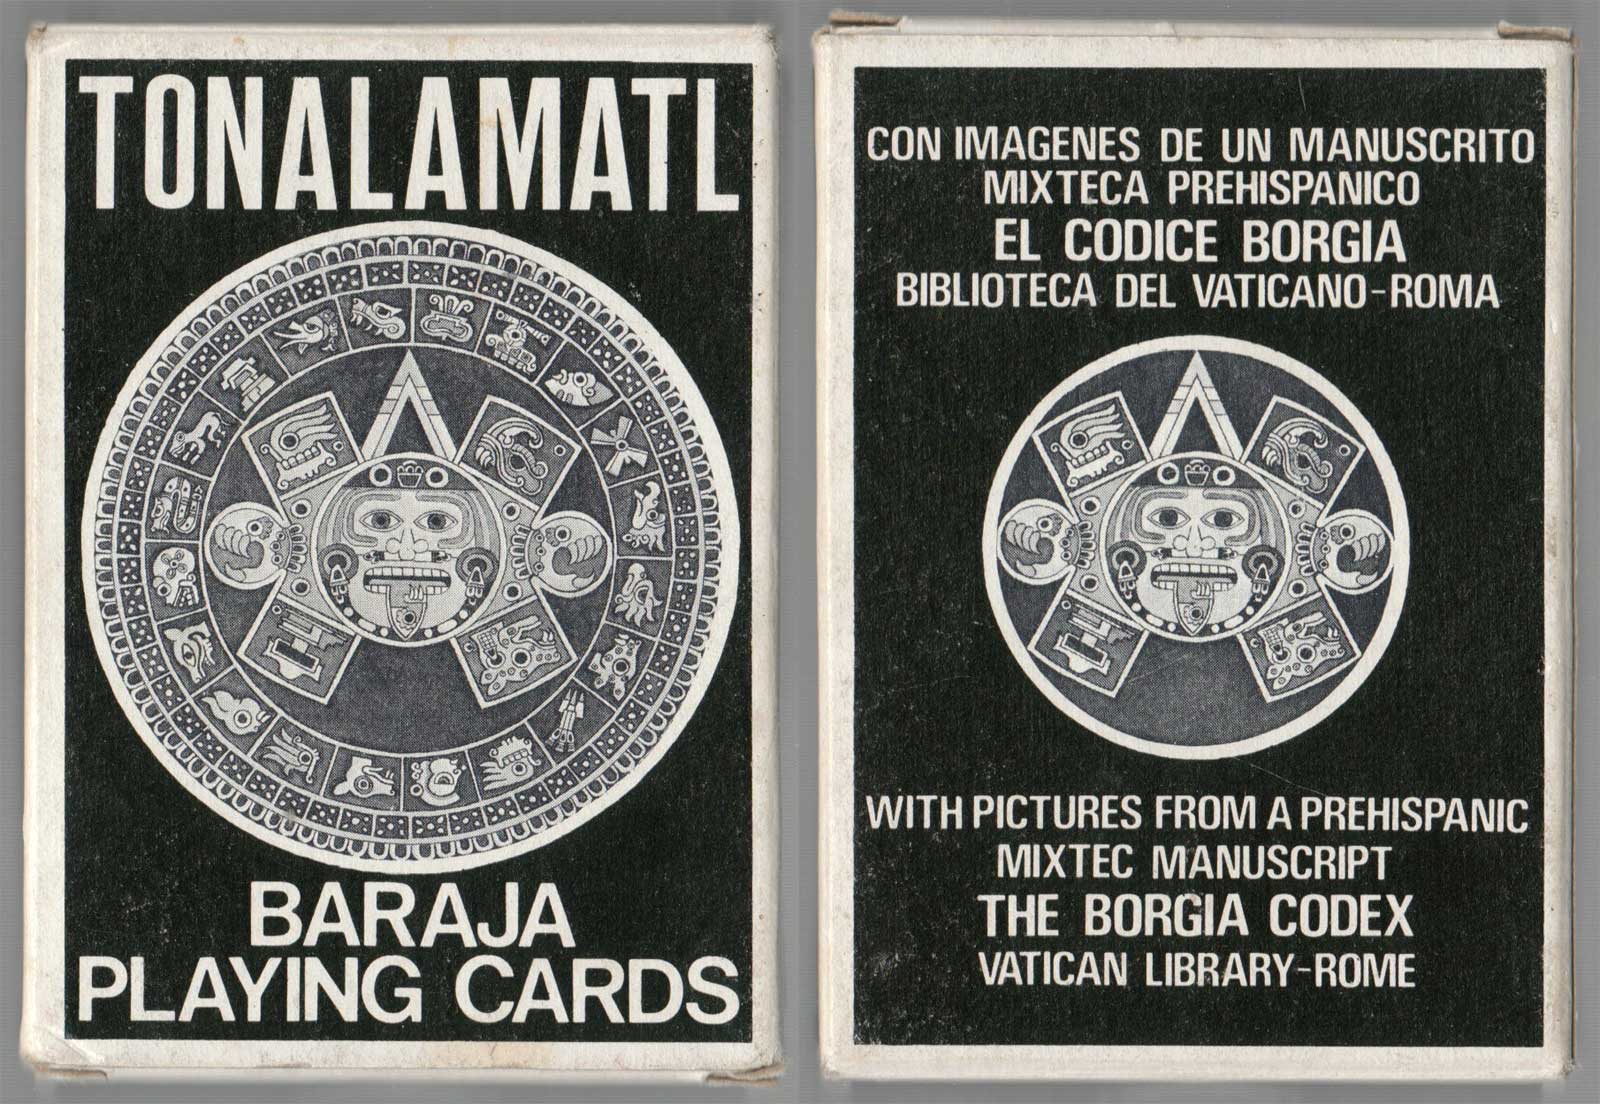 TONALAMATL
BARAJA
PLAYING CARDS
CON IMAGENES DE UN MANUSCRITO
MIXTECA PREHISPANICO
EL CODICE BORGIA
BIBLIOTECA DEL VATICANO-ROMA
WITH PICTURES FROM A PREHISPANIC
MIXTEC MANUSCRIPT
THE BORGIA CODEX
VATICAN LIBRARY-ROME